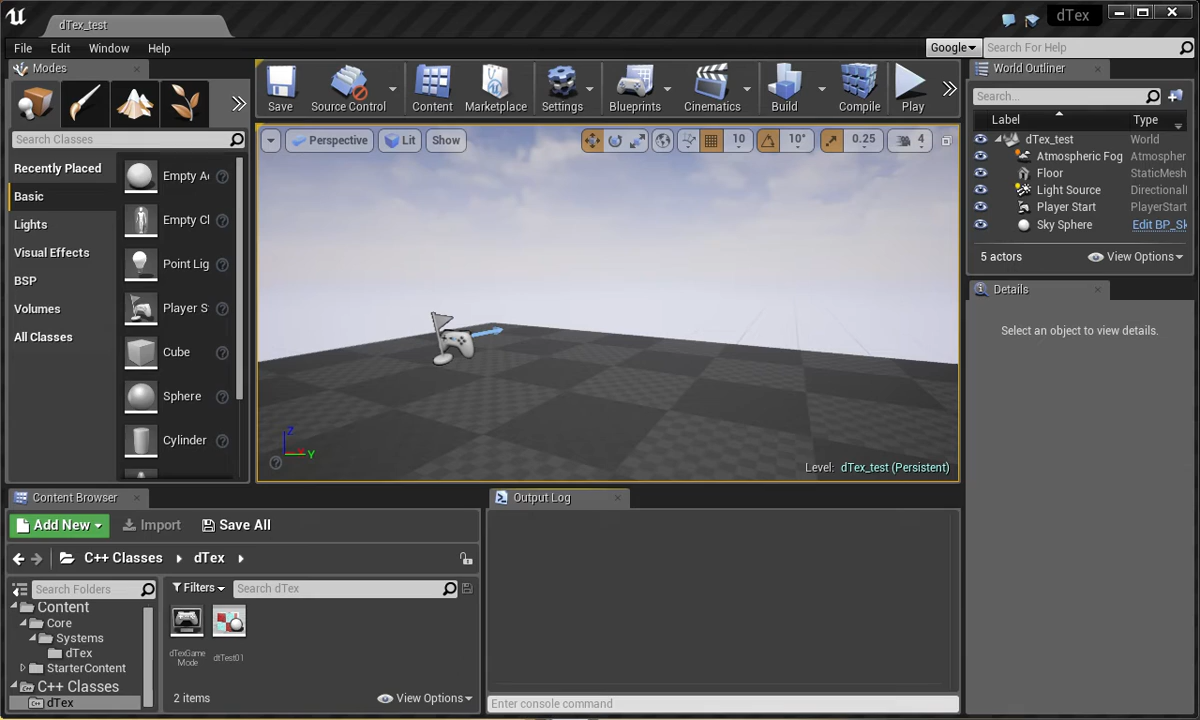 dTex_test
dTex
File Edit Window Help
Google
Search For Help
Modes
Search Classes
Recently Placed
Basic
Lights
Visual Effects
BSP
Volumes
All Classes
Empty A
Empty Cl
Point Lig
Player S
Cube
Sphere
Cylinder
Save
Source Control
Content
Marketplace
Settings
Blueprints
Cinematics
Build
Compile
Play
Perspective
Lit
Show
10
10°
0.25
4
Z
Y
Level: dTex_test (Persistent)
World Outliner
Search...
Label Type
dTex_test World
Atmospheric Fog Atmospher
Floor StaticMesh
Light Source Directionall
Player Start PlayerStart
Sky Sphere Edit BP_Sk
5 actors
View Options
Details
Select an object to view details.
Content Browser
Add New
Import
Save All
C++ Classes
dTex
Search Folders
Content
Core
Systems
dTex
StarterContent
C++ Classes
dTex
Filters
Search dTex
dTexGame
Mode
dtTest01
2 items
View Options
Output Log
Enter console command